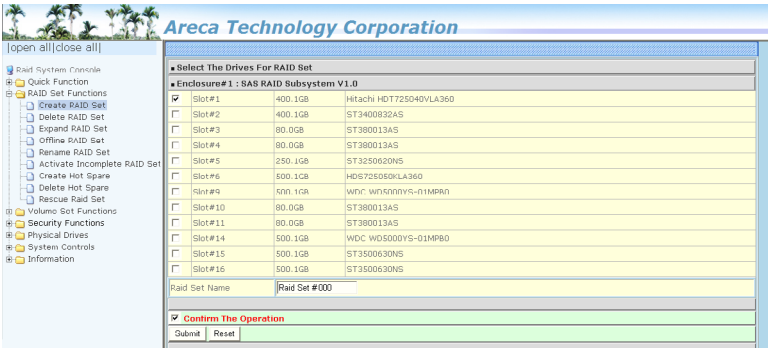 Areca Technology Corporation
|open all|close all|
Raid System Console
Quick Function
RAID Set Functions
Create RAID Set
Delete RAID Set
Expand RAID Set
Offline RAID Set
Rename RAID Set
Activate Incomplete RAID Set
Create Hot Spare
Delete Hot Spare
Rescue Raid Set
Volume Set Functions
Security Functions
Physical Drives
System Controls
Information
Select The Drives For RAID Set
Enclosure#1 : SAS RAID Subsystem V1.0
Slot#1 400.1GB Hitachi HDT725040VLA360
Slot#2 400.1GB ST3400832AS
Slot#3 80.0GB ST380013AS
Slot#4 80.0GB ST380013AS
Slot#5 250.1GB ST3250620NS
Slot#6 500.1GB HDS725050KLA360
Slot#9 500.1GB WDC WD5000YS-01MPB0
Slot#10 80.0GB ST380013AS
Slot#11 80.0GB ST380013AS
Slot#14 500.1GB WDC WD5000YS-01MPB0
Slot#15 500.1GB ST3500630NS
Slot#16 500.1GB ST3500630NS
Raid Set Name Raid Set #000
Confirm The Operation
Submit Reset